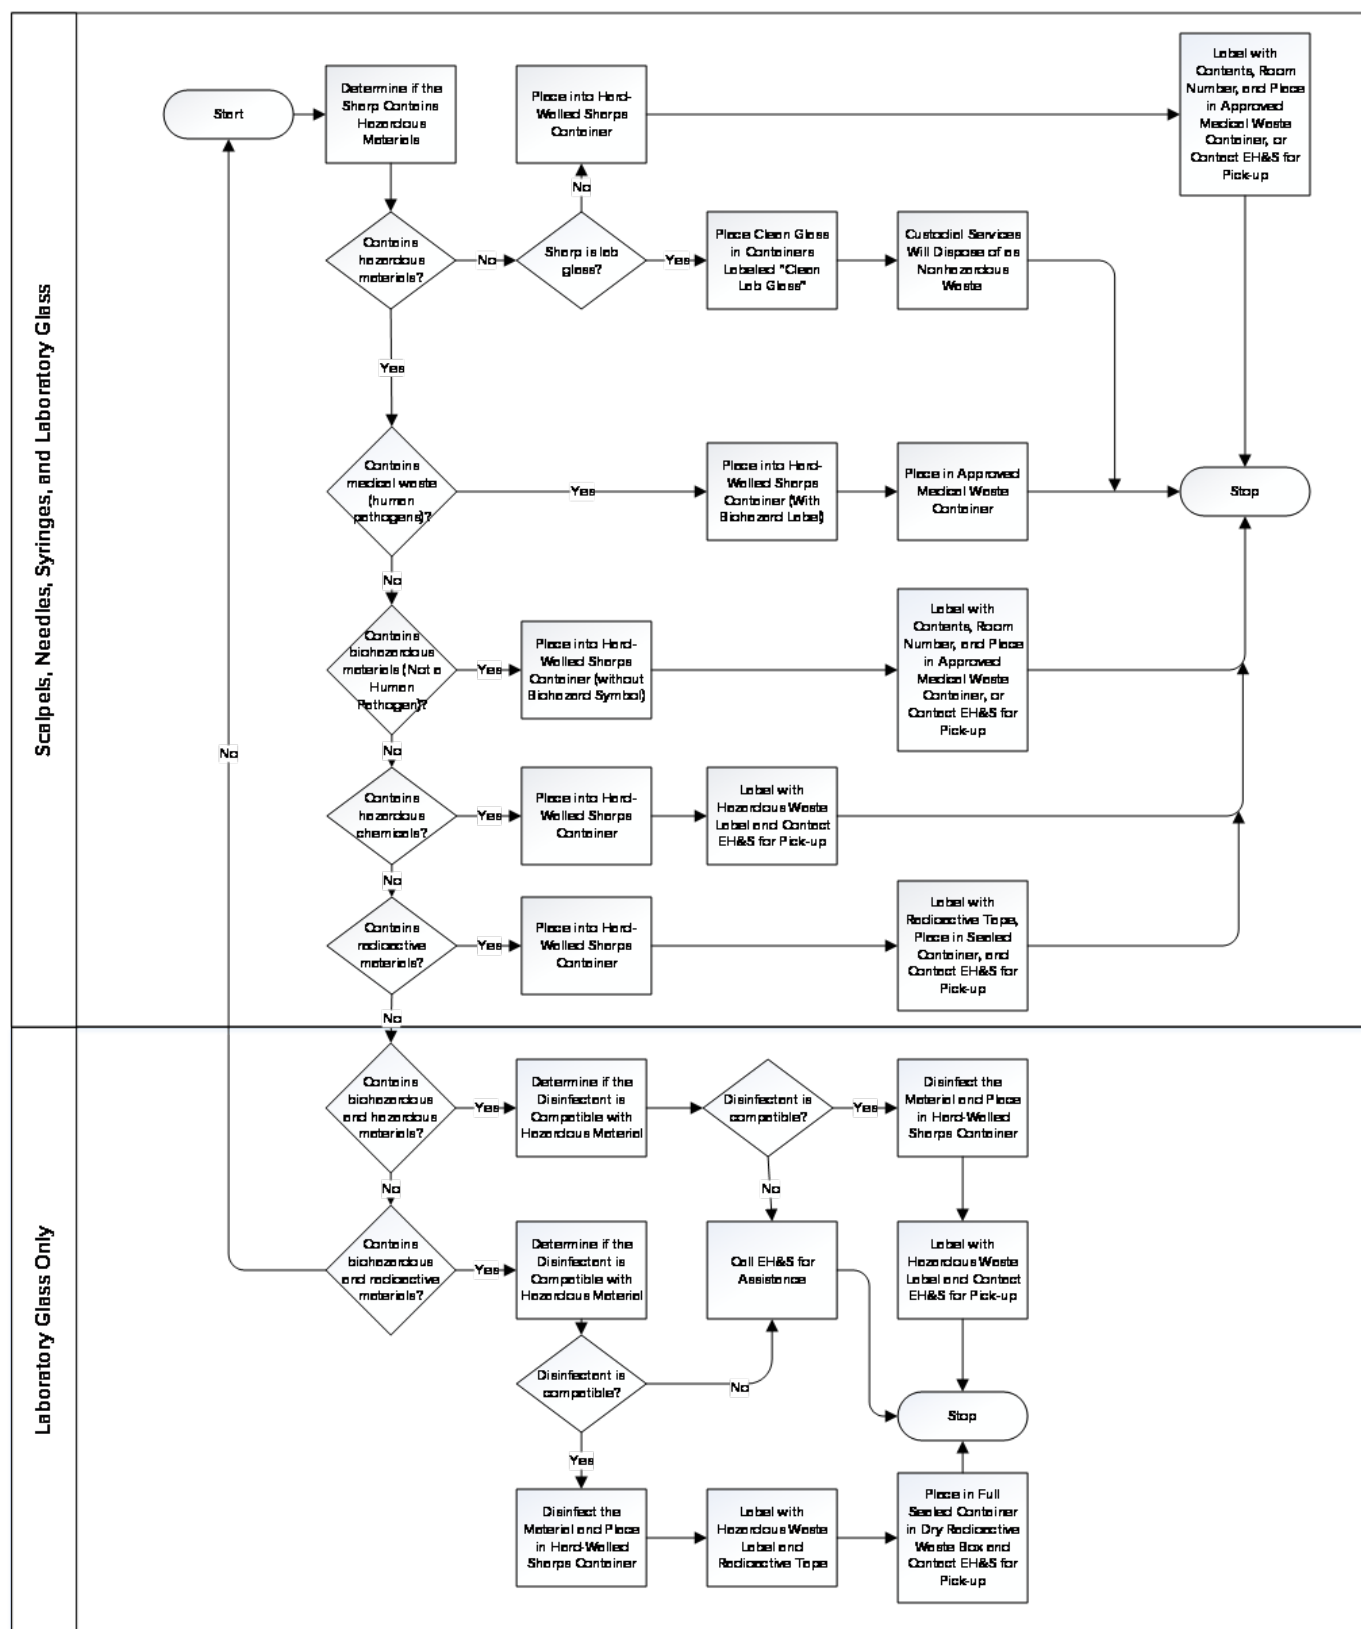 Scalpels, Needles, Syringes, and Laboratory Glass
Start
Determine if the
Sharp Contains
Hazardous
Materials
Place into Hard-
Walled Sharps
Container
Label with
Contents, Room
Number, and Place
in Approved
Medical Waste
Container, or
Contact EH&S for
Pick-up
No
Contains
hazardous
materials?
No
Sharp is lab
glass?
Yes
Place Clean Glass
in Containers
Labeled "Clean
Lab Glass"
Custodial Services
Will Dispose of as
Nonhazardous
Waste
Yes
Contains
medical waste
(human
pathogens)?
Yes
Place into Hard-
Walled Sharps
Container (With
Biohazard Label)
Place in Approved
Medical Waste
Container
Stop
No
Contains
biohazardous
materials (Not a
Human
Pathogen)?
Yes
Place into Hard-
Walled Sharps
Container (without
Biohazard Symbol)
Label with
Contents, Room
Number, and Place
in Approved
Medical Waste
Container, or
Contact EH&S for
Pick-up
No
No
Contains
hazardous
chemicals?
Yes
Place into Hard-
Walled Sharps
Container
Label with
Hazardous Waste
Label and Contact
EH&S for Pick-up
No
Contains
radioactive
materials?
Yes
Place into Hard-
Walled Sharps
Container
Label with
Radioactive Tape,
Place in Sealed
Container, and
Contact EH&S for
Pick-up
No
Laboratory Glass Only
Contains
biohazardous
and hazardous
materials?
Yes
Determine if the
Disinfectant is
Compatible with
Hazardous Material
Disinfectant is
compatible?
Yes
Disinfect the
Material and Place
in Hard-Walled
Sharps Container
No
No
Contains
biohazardous
and radioactive
materials?
Yes
Determine if the
Disinfectant is
Compatible with
Hazardous Material
Call EH&S for
Assistance
Label with
Hazardous Waste
Label and Contact
EH&S for Pick-up
Disinfectant is
compatible?
No
Stop
Yes
Disinfect the
Material and Place
in Hard-Walled
Sharps Container
Label with
Hazardous Waste
Label and
Radioactive Tape
Place in Full
Sealed Container
in Dry Radioactive
Waste Box and
Contact EH&S for
Pick-up